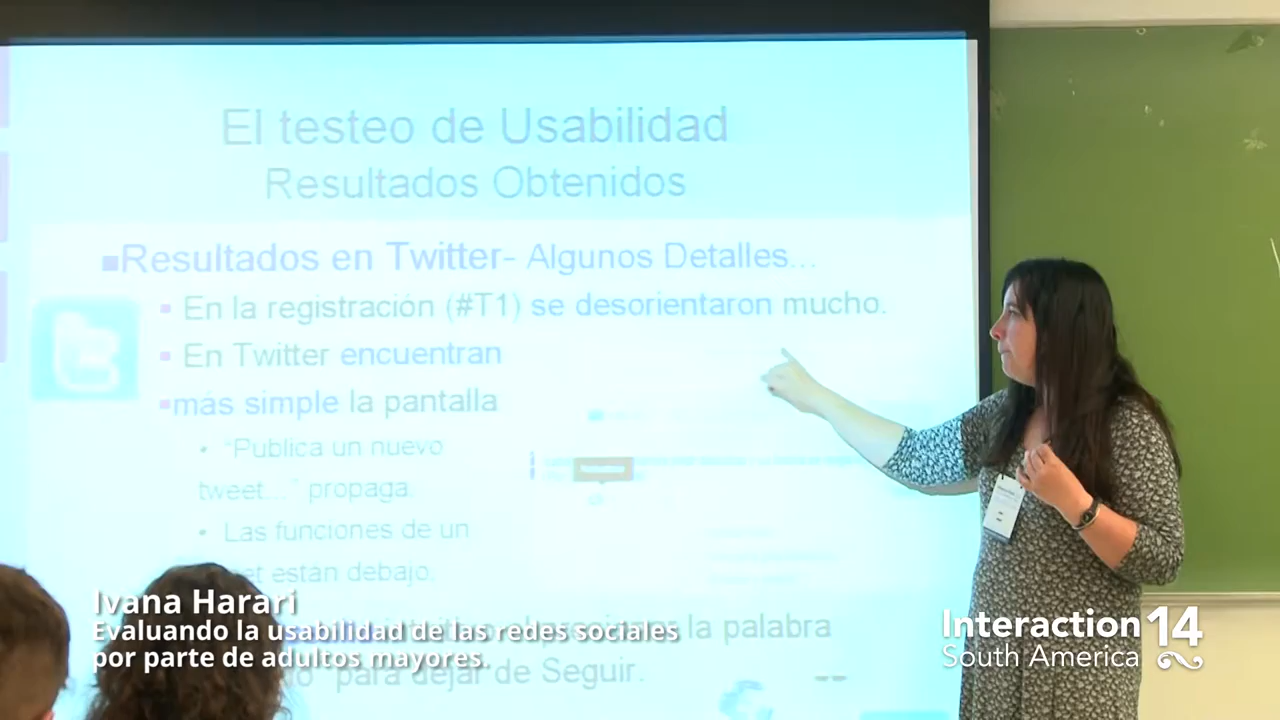 El testeo de Usabilidad
Resultados Obtenidos
Resultados en Twitter- Algunos Detalles...
En la registración (#T1) se desorientaron mucho.
En Twitter encuentran
más simple la pantalla
"Publica un nuevo
tweet..." propaga.
Las funciones de un
están debajo.
la palabra
para dejar de Seguir.
Ivana Harari
Evaluando la usabilidad de las redes sociales
por parte de adultos mayores.
Interaction 14
South America